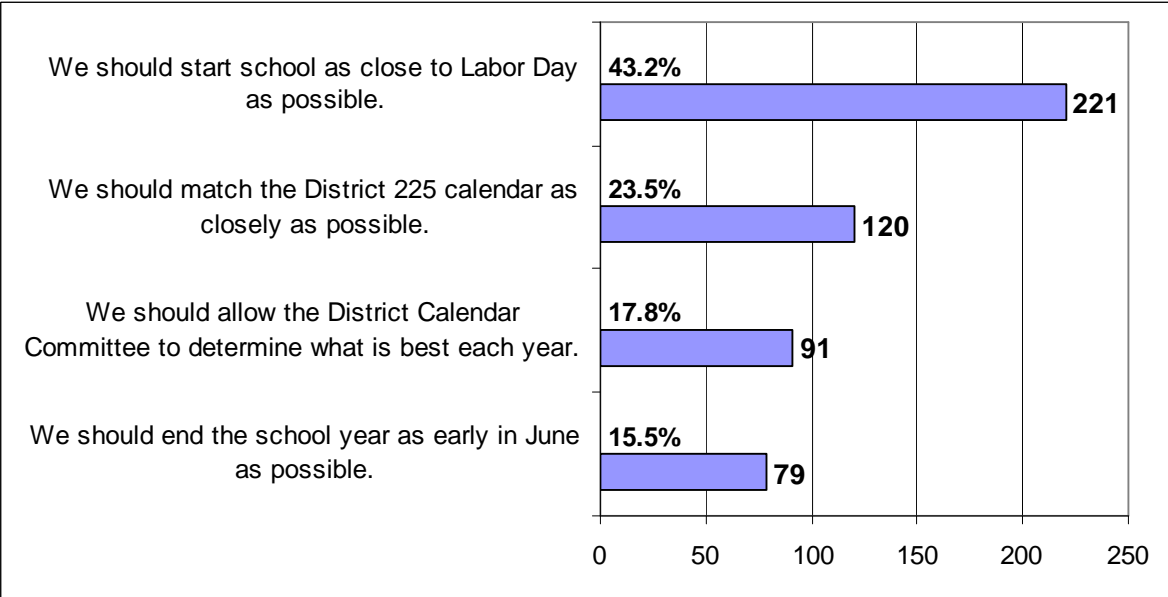 We should start school as close to Labor Day
as possible.
43.2%
221
We should match the District 225 calendar as
closely as possible.
23.5%
120
We should allow the District Calendar
Committee to determine what is best each year.
17.8%
91
We should end the school year as early in June
as possible.
15.5%
79
0 50 100 150 200 250